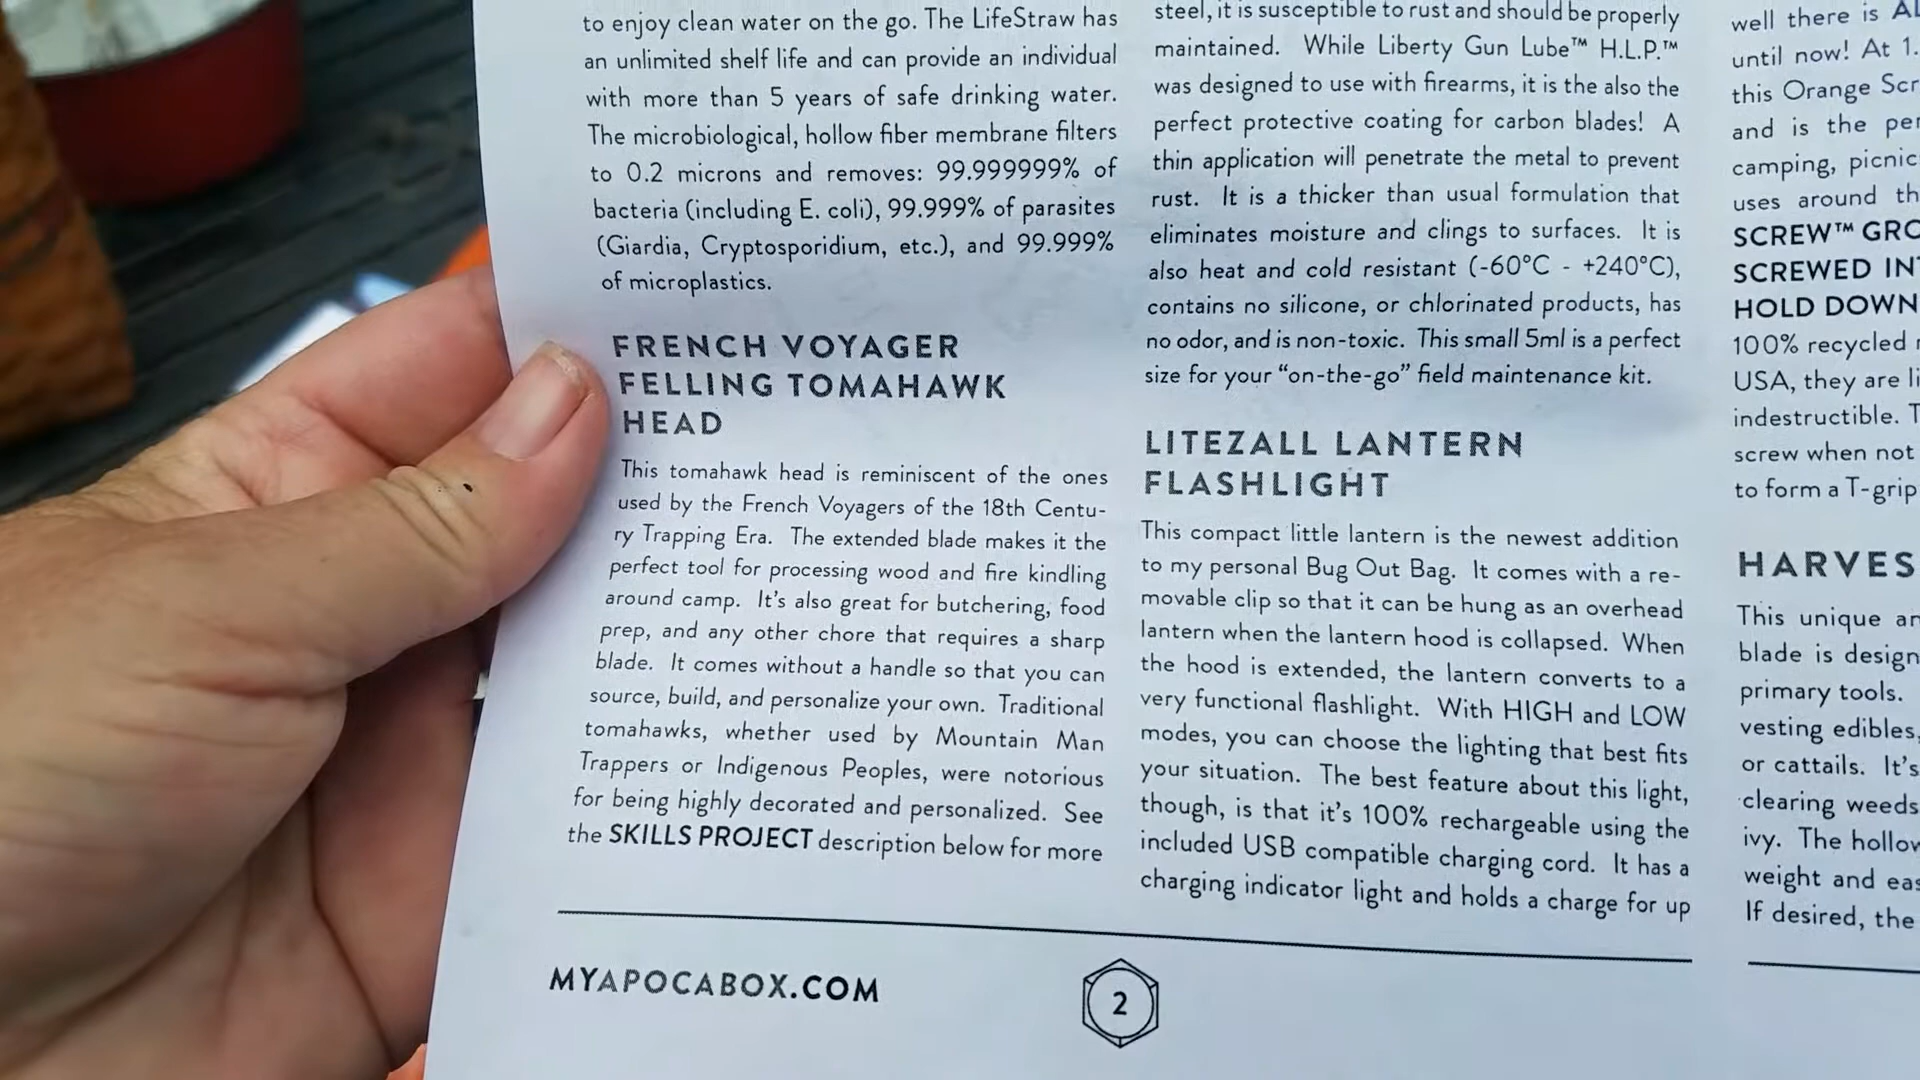 to enjoy clean water on the go. The LifeStraw has
an unlimited shelf life and can provide an individual
with more than 5 years of safe drinking water.
The microbiological, hollow fiber membrane filters
to 0.2 microns and removes: 99.999999% of
bacteria (including E. coli), 99.999% of parasites
(Giardia, Cryptosporidium, etc.), and 99.999%
of microplastics.
FRENCH VOYAGER
FELLING TOMAHAWK
HEAD
This tomahawk head is reminiscent of the ones
used by the French Voyagers of the 18th Centu-
ry Trapping Era. The extended blade makes it the
perfect tool for processing wood and fire kindling
around camp. It's also great for butchering, food
prep, and any other chore that requires a sharp
blade. It comes without a handle so that you can
source, build, and personalize your own. Traditional
tomahawks, whether used by Mountain Man
Trappers or Indigenous Peoples, were notorious
for being highly decorated and personalized. See
the SKILLS PROJECT description below for more
steel, it is susceptible to rust and should be properly
maintained. While Liberty Gun Lube™ H.L.P.™
was designed to use with firearms, it is the also the
perfect protective coating for carbon blades! A
thin application will penetrate the metal to prevent
rust. It is a thicker than usual formulation that
eliminates moisture and clings to surfaces. It is
also heat and cold resistant (-60°C - +240°C),
contains no silicone, or chlorinated products, has
no odor, and is non-toxic. This small 5ml is a perfect
size for your “on-the-go” field maintenance kit.
LITEZALL LANTERN
FLASHLIGHT
This compact little lantern is the newest addition
to my personal Bug Out Bag. It comes with a re-
movable clip so that it can be hung as an overhead
lantern when the lantern hood is collapsed. When
the hood is extended, the lantern converts to a
very functional flashlight. With HIGH and LOW
modes, you can choose the lighting that best fits
your situation. The best feature about this light,
though, is that it's 100% rechargeable using the
included USB compatible charging cord. It has a
charging indicator light and holds a charge for up
well there is
until now! At 1.
this Orange Scr
and is the per
camping, picnic
uses around th
SCREW™ GRO
SCREWED IN
HOLD DOWN
100% recycled
USA, they are li
indestructible. T
screw when not
to form a T-grip
HARVES
This unique an
blade is design
primary tools.
vesting edibles,
or cattails. It's
clearing weeds
ivy. The hollow
weight and eas
If desired, the
MYAPOCABOX.COM
2